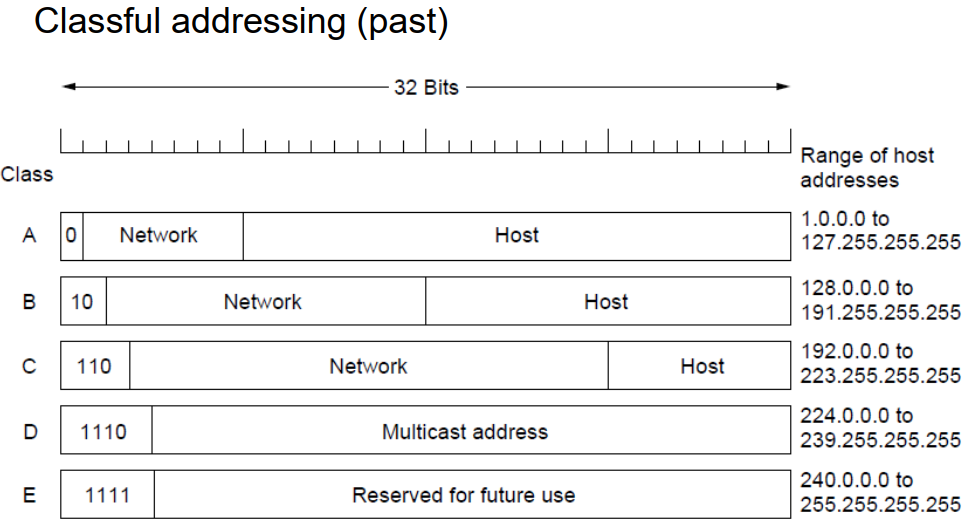 Classful addressing (past)
32 Bits
Range of host
addresses
Class
A
0
Network
Host
1.0.0.0 to
127.255.255.255
B
10
Network
Host
128.0.0.0 to
191.255.255.255
C
110
Network
Host
192.0.0.0 to
223.255.255.255
D
1110
Multicast address
224.0.0.0 to
239.255.255.255
E
1111
Reserved for future use
240.0.0.0 to
255.255.255.255